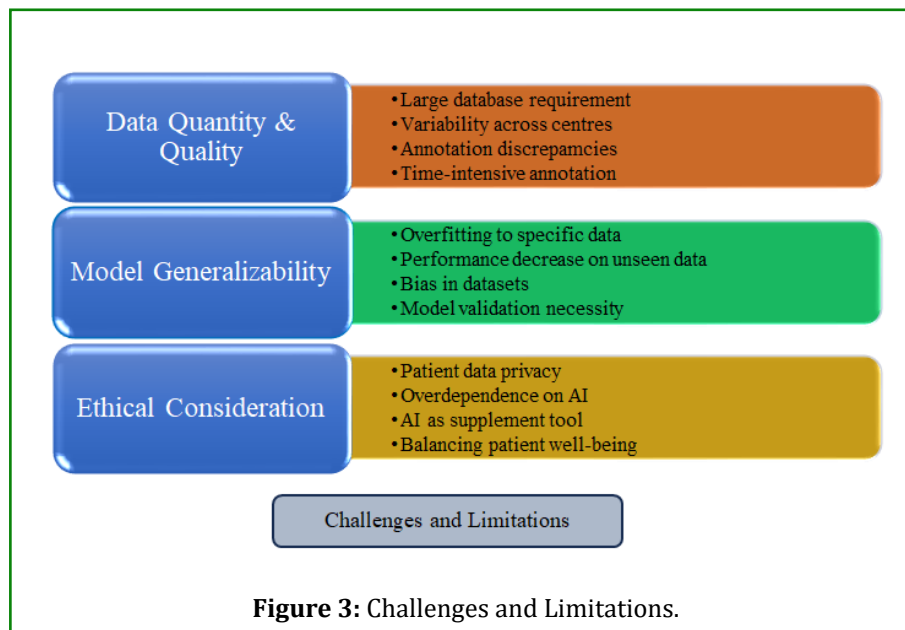 Data Quantity &
Quality
• Large database requirement
• Variability across centres
• Annotation discrepamcies
• Time-intensive annotation
Model Generalizability
• Overfitting to specific data
• Performance decrease on unseen data
• Bias in datasets
• Model validation necessity
Ethical Consideration
• Patient data privacy
• Overdependence on AI
• AI as supplement tool
• Balancing patient well-being
Challenges and Limitations
Figure 3: Challenges and Limitations.